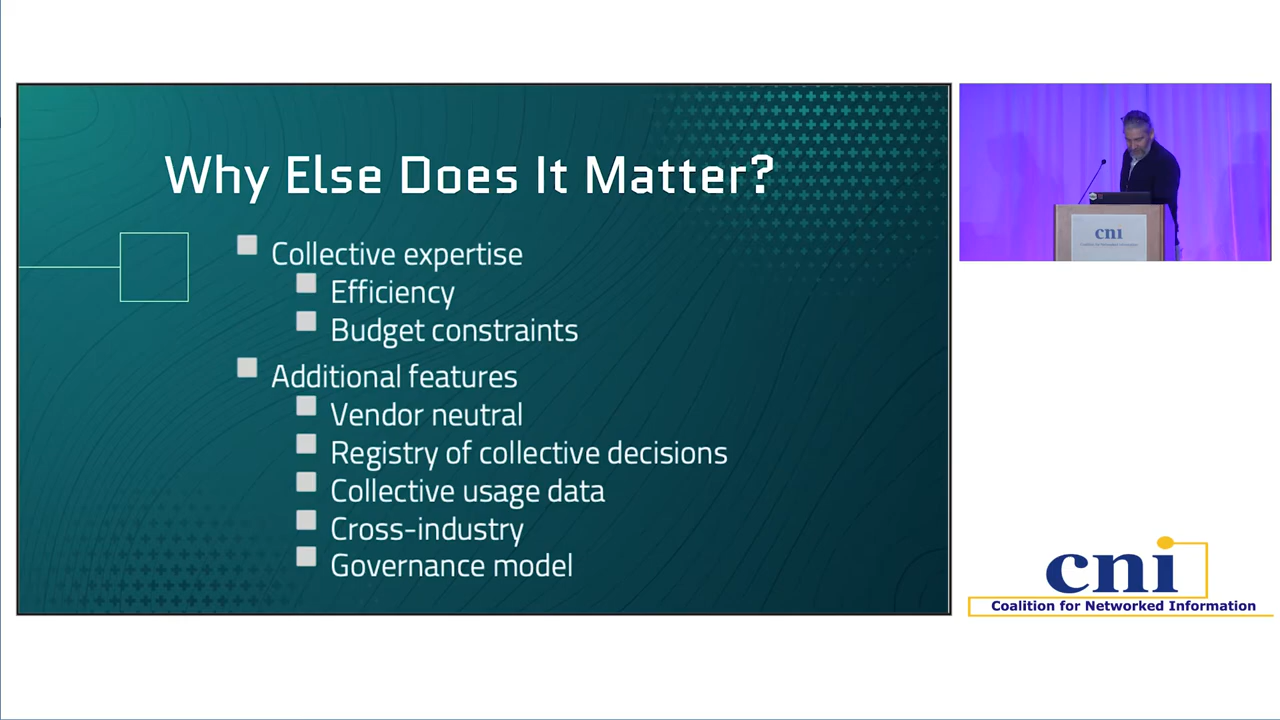 Why Else Does It Matter?
Collective expertise
Efficiency
Budget constraints
Additional features
Vendor neutral
Registry of collective decisions
Collective usage data
Cross-industry
Governance model
cni
cni
Coalition for Networked Information